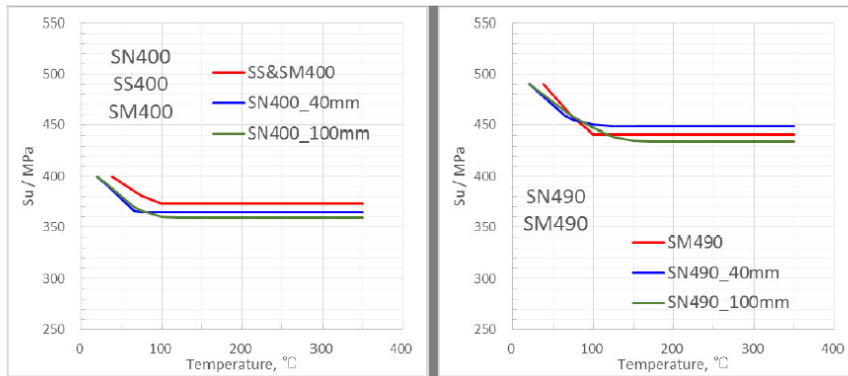 550
500
450
400
350
300
250
Su / MPa
SN400
SS400
SM400
SS&SM400
SN400_40mm
SN400_100mm
0 100 200 300 400
Temperature, ℃
550
500
450
400
350
300
250
Su / MPa
SN490
SM490
SM490
SN490_40mm
SN490_100mm
0 100 200 300 400
Temperature, ℃